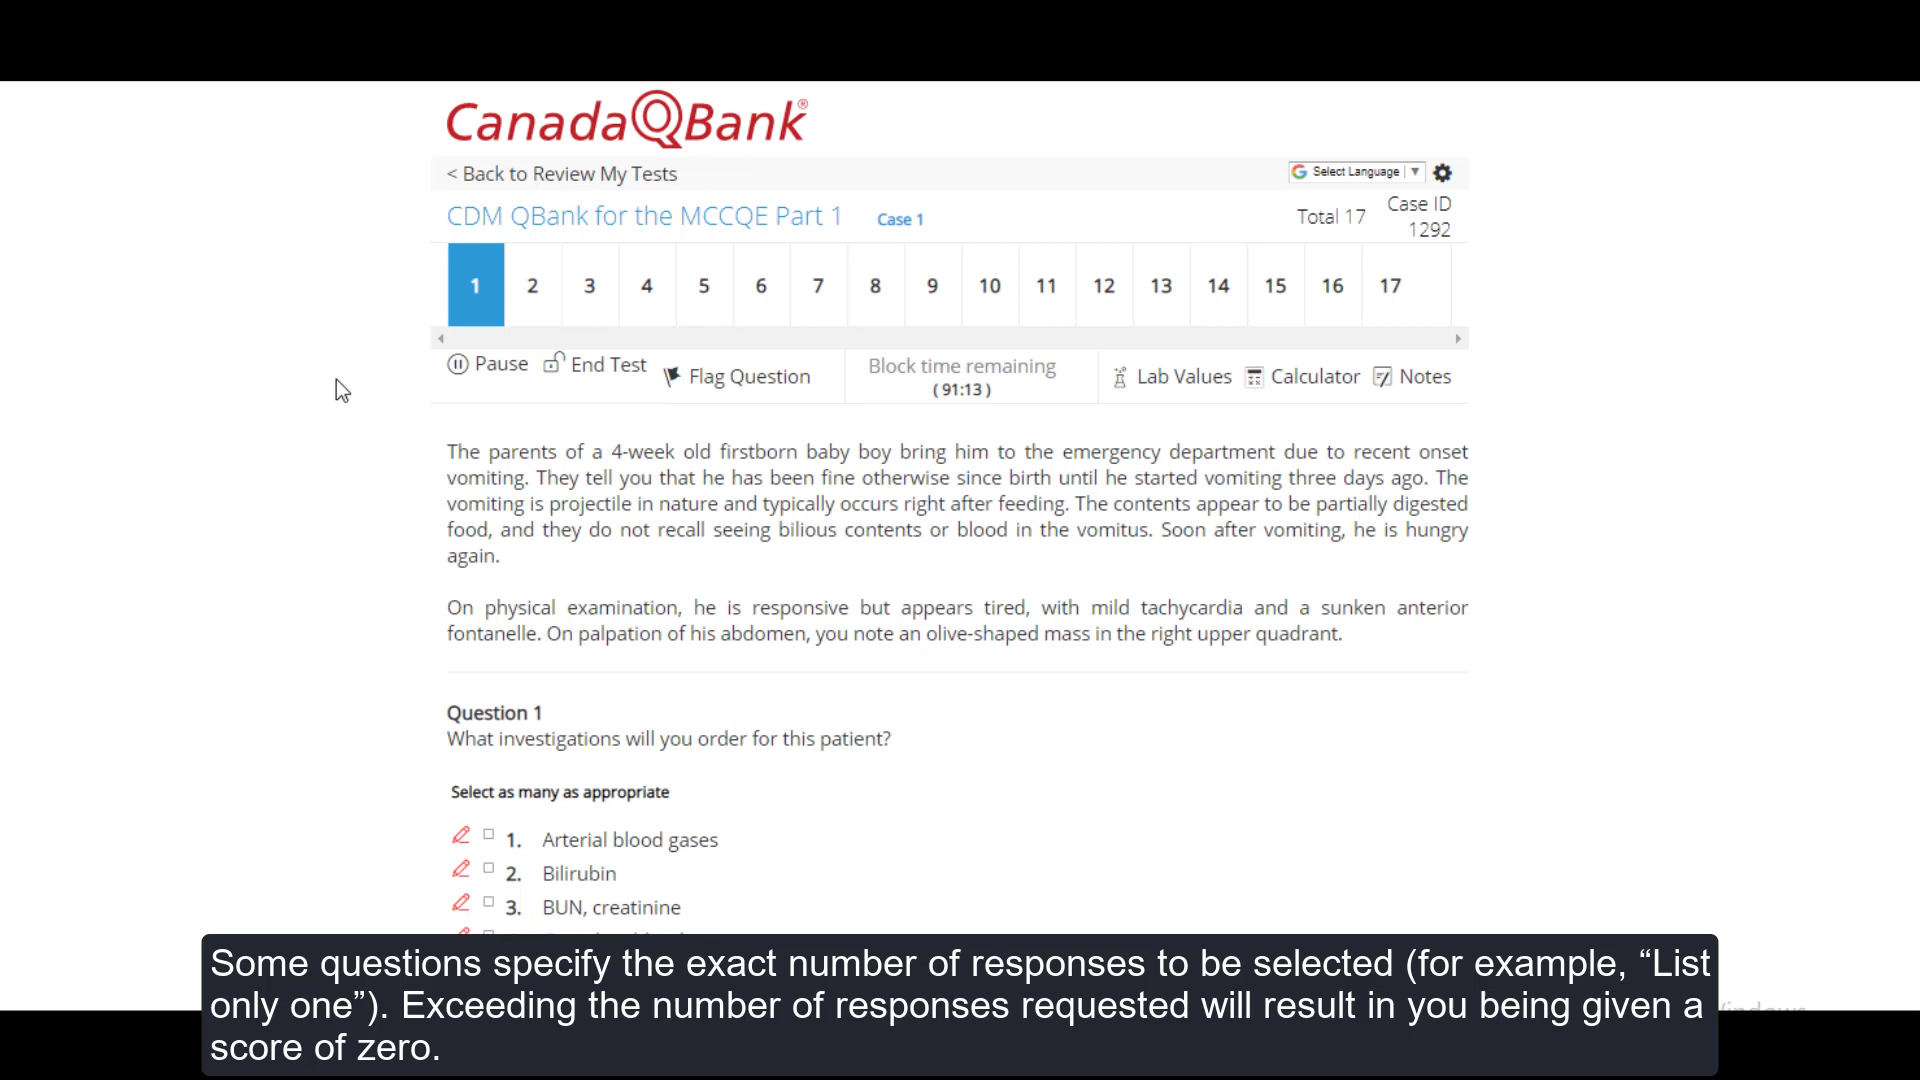 CanadaQBank®
< Back to Review My Tests
Select Language ▼
CDM QBank for the MCCQE Part 1 Case 1
Total 17 Case ID 1292
1 2 3 4 5 6 7 8 9 10 11 12 13 14 15 16 17
Pause End Test Flag Question
Block time remaining
( 91:13 )
Lab Values Calculator Notes
The parents of a 4-week old firstborn baby boy bring him to the emergency department due to recent onset
vomiting. They tell you that he has been fine otherwise since birth until he started vomiting three days ago. The
vomiting is projectile in nature and typically occurs right after feeding. The contents appear to be partially digested
food, and they do not recall seeing bilious contents or blood in the vomitus. Soon after vomiting, he is hungry
again.
On physical examination, he is responsive but appears tired, with mild tachycardia and a sunken anterior
fontanelle. On palpation of his abdomen, you note an olive-shaped mass in the right upper quadrant.
Question 1
What investigations will you order for this patient?
Select as many as appropriate
1. Arterial blood gases
2. Bilirubin
3. BUN, creatinine
Some questions specify the exact number of responses to be selected (for example, “List
only one”). Exceeding the number of responses requested will result in you being given a
score of zero.